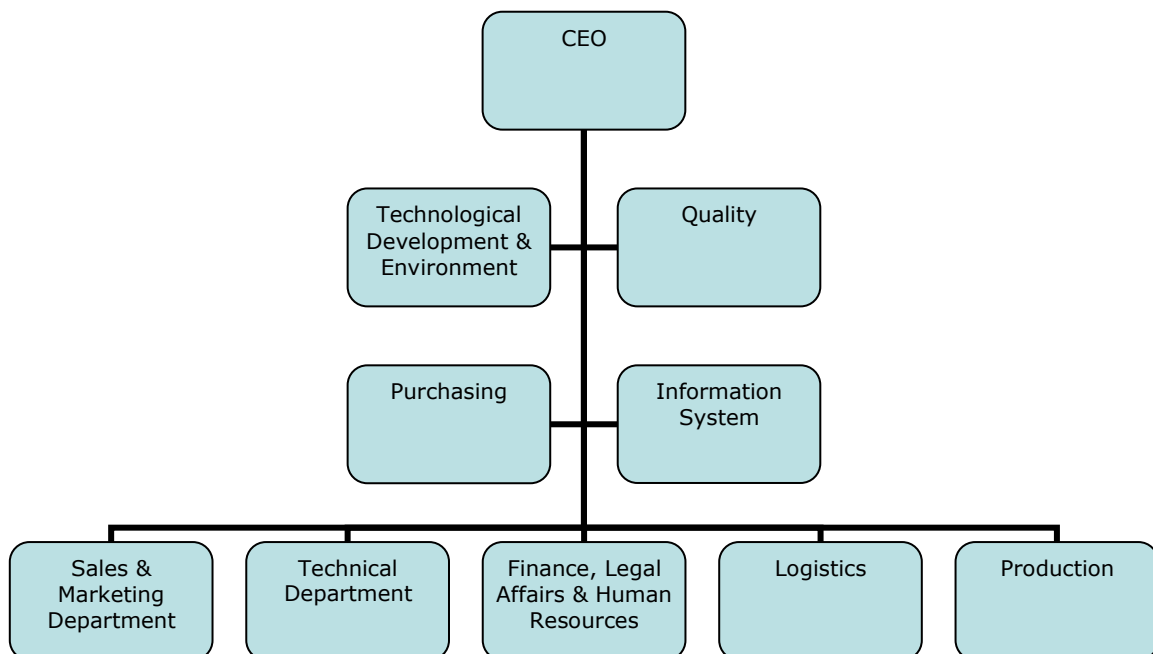 CEO
Technological
Development &
Environment
Quality
Purchasing
Information
System
Sales &
Marketing
Department
Technical
Department
Finance, Legal
Affairs & Human
Resources
Logistics
Production